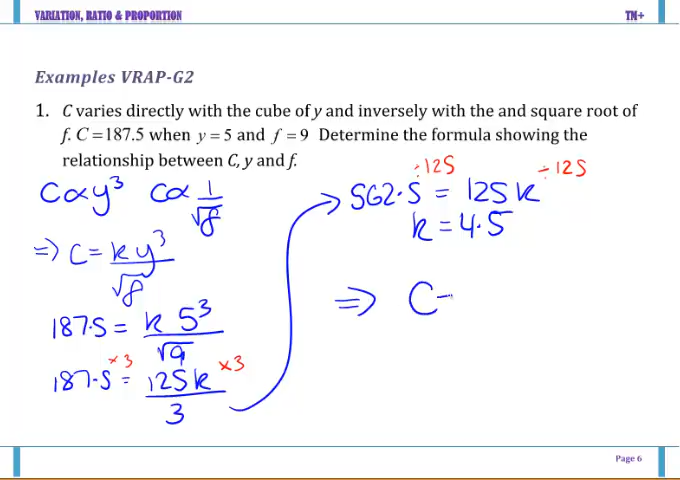 VARIATION, RATIO & PROPORTION TM+
Examples VRAP-G2
1. C varies directly with the cube of y and inversely with the and square root of
f. C = 187.5 when y = 5 and f = 9 Determine the formula showing the
relationship between C, y and f.
C α y³ C α 1/√f
⇒ C = ky³/√f
187.5 = k 5³/√9
×3 ×3
187.5 = 125k/3
÷125 ÷125
562.5 = 125k
k = 4.5
⇒ C -
Page 6